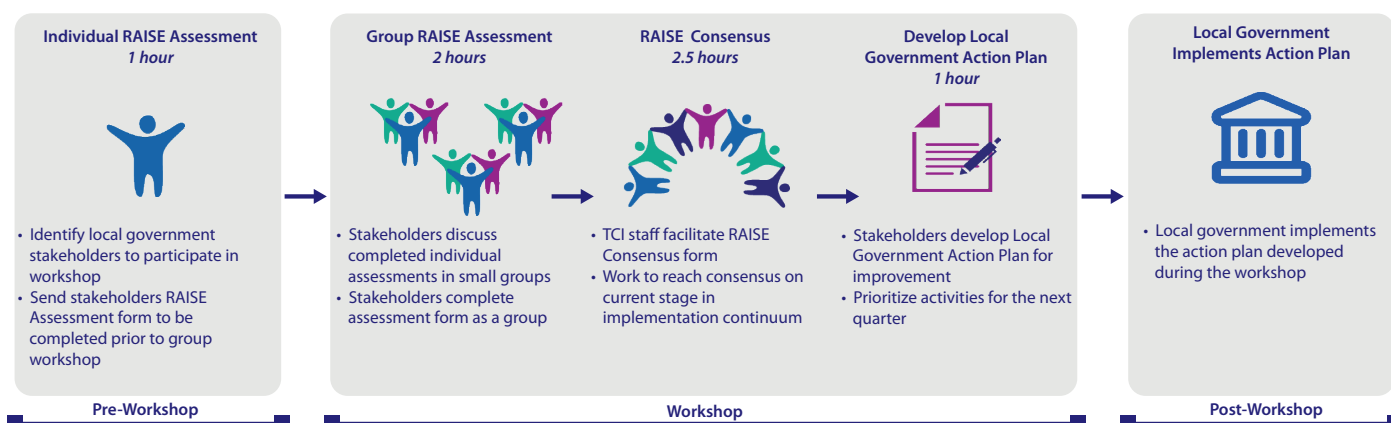 Individual RAISE Assessment
1 hour
• Identify local government
stakeholders to participate in
workshop
• Send stakeholders RAISE
Assessment form to be
completed prior to group
workshop
Pre-Workshop
Group RAISE Assessment
2 hours
• Stakeholders discuss
completed individual
assessments in small groups
• Stakeholders complete
assessment form as a group
RAISE Consensus
2.5 hours
• TCI staff facilitate RAISE
Consensus form
• Work to reach consensus on
current stage in
implementation continuum
Develop Local
Government Action Plan
1 hour
• Stakeholders develop Local
Government Action Plan for
improvement
• Prioritize activities for the next
quarter
Workshop
Local Government
Implements Action Plan
• Local government implements
the action plan developed
during the workshop
Post-Workshop